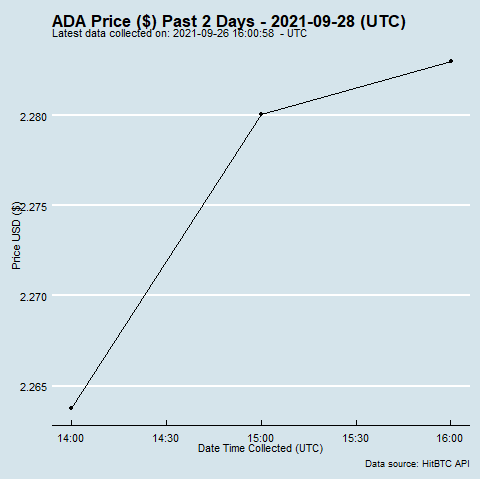 ADA Price ($) Past 2 Days - 2021-09-28 (UTC)
Latest data collected on: 2021-09-26 16:00:58  - UTC
Price USD ($)
2.280
2.275
2.270
2.265
14:00
14:30
15:00
15:30
16:00
Date Time Collected (UTC)
Data source: HitBTC API